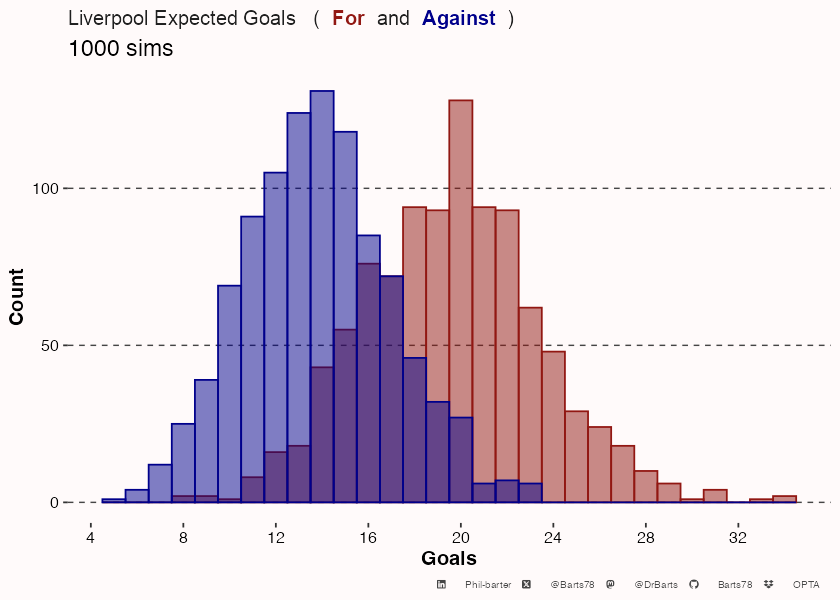 Liverpool Expected Goals ( For and Against )
1000 sims
Count
100
50
0
4 8 12 16 20 24 28 32
Goals
Phil-barter @Barts78 @DrBarts Barts78 OPTA